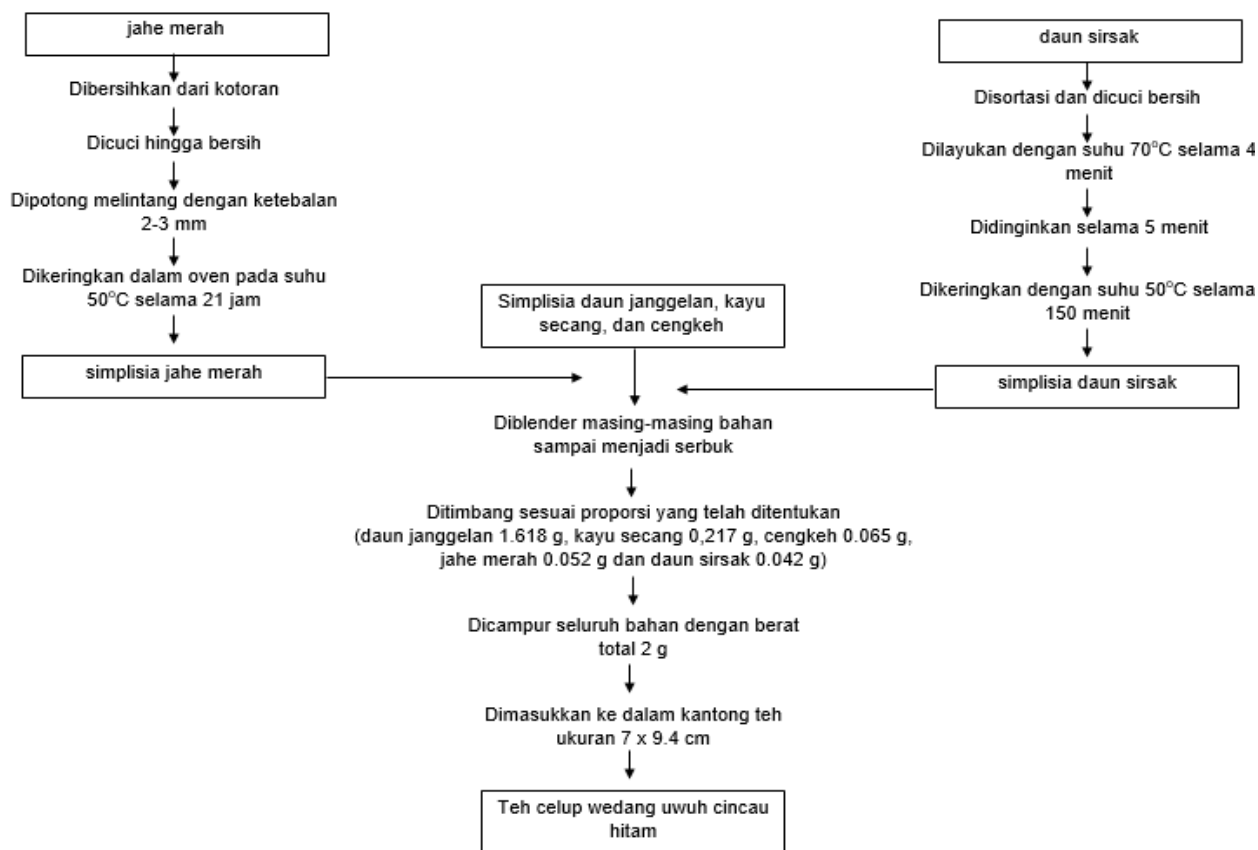 jahe merah
Dibersihkan dari kotoran
Dicuci hingga bersih
Dipotong melintang dengan ketebalan
2-3 mm
Dikeringkan dalam oven pada suhu
50°C selama 21 jam
simplisia jahe merah
daun sirsak
Disortasi dan dicuci bersih
Dilayukan dengan suhu 70°C selama 4
menit
Didinginkan selama 5 menit
Dikeringkan dengan suhu 50°C selama
150 menit
simplisia daun sirsak
Simplisia daun janggelan, kayu
secang, dan cengkeh
Diblender masing-masing bahan
sampai menjadi serbuk
Ditimbang sesuai proporsi yang telah ditentukan
(daun janggelan 1.618 g, kayu secang 0,217 g, cengkeh 0.065 g,
jahe merah 0.052 g dan daun sirsak 0.042 g)
Dicampur seluruh bahan dengan berat
total 2 g
Dimasukkan ke dalam kantong teh
ukuran 7 x 9.4 cm
Teh celup wedang uwuh cincau
hitam